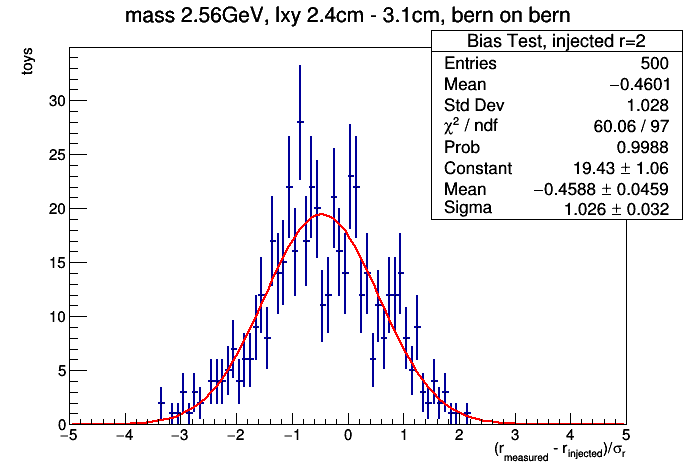 mass 2.56GeV, lxy 2.4cm - 3.1cm, bern on bern
toys
Bias Test, injected r=2
Entries 500
Mean −0.4601
Std Dev 1.028
χ² / ndf 60.06 / 97
Prob 0.9988
Constant 19.43 ± 1.06
Mean −0.4588 ± 0.0459
Sigma 1.026 ± 0.032
30
25
20
15
10
5
0
−5 −4 −3 −2 −1 0 1 2 3 4 5
(r_measured - r_injected)/σ_r